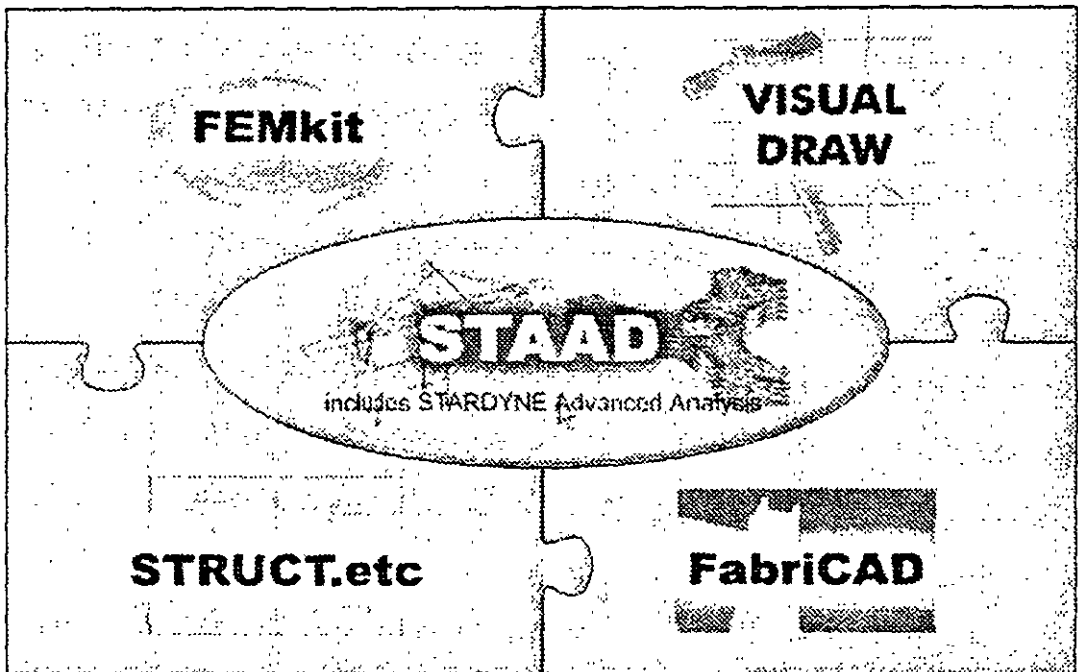 FEMkit
VISUAL
DRAW
STAAD
includes STARDYNE Advanced Analysis
STRUCT.etc
FabriCAD